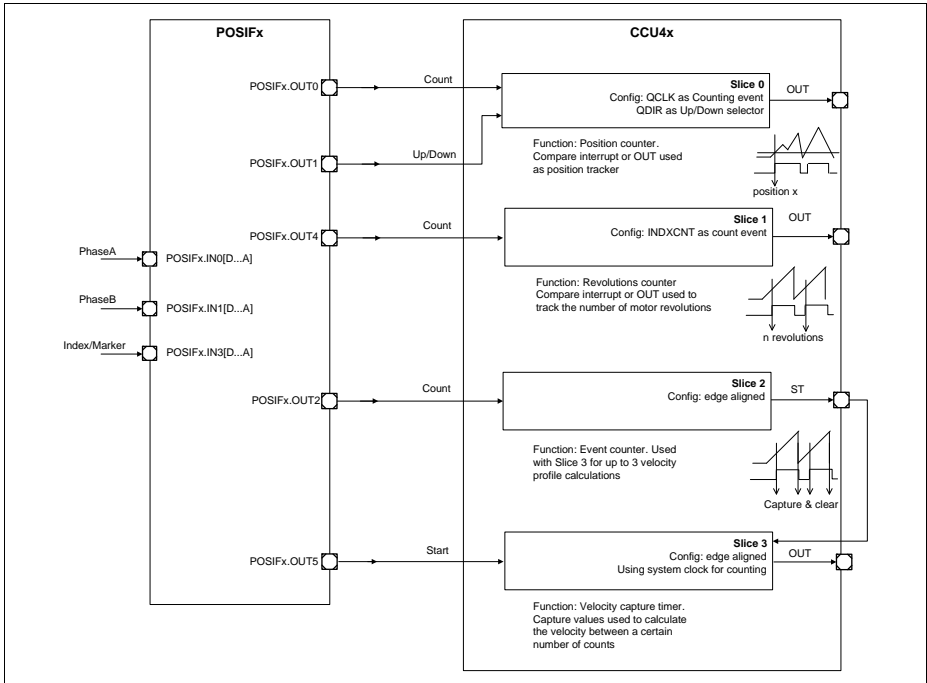 POSIFx
CCU4x
POSIFx.OUT0
Count
Slice 0
Config: QCLK as Counting event
QDIR as Up/Down selector
OUT
POSIFx.OUT1
Up/Down
Function: Position counter.
Compare interrupt or OUT used
as position tracker
position x
POSIFx.OUT4
Count
Slice 1
Config: INDXCNT as count event
OUT
PhaseA
POSIFx.IN0[D...A]
PhaseB
POSIFx.IN1[D...A]
Index/Marker
POSIFx.IN3[D...A]
Function: Revolutions counter
Compare interrupt or OUT used to
track the number of motor revolutions
n revolutions
POSIFx.OUT2
Count
Slice 2
Config: edge aligned
ST
Function: Event counter. Used
with Slice 3 for up to 3 velocity
profile calculations
Capture & clear
POSIFx.OUT5
Start
Slice 3
Config: edge aligned
Using system clock for counting
OUT
Function: Velocity capture timer.
Capture values used to calculate
the velocity between a certain
number of counts